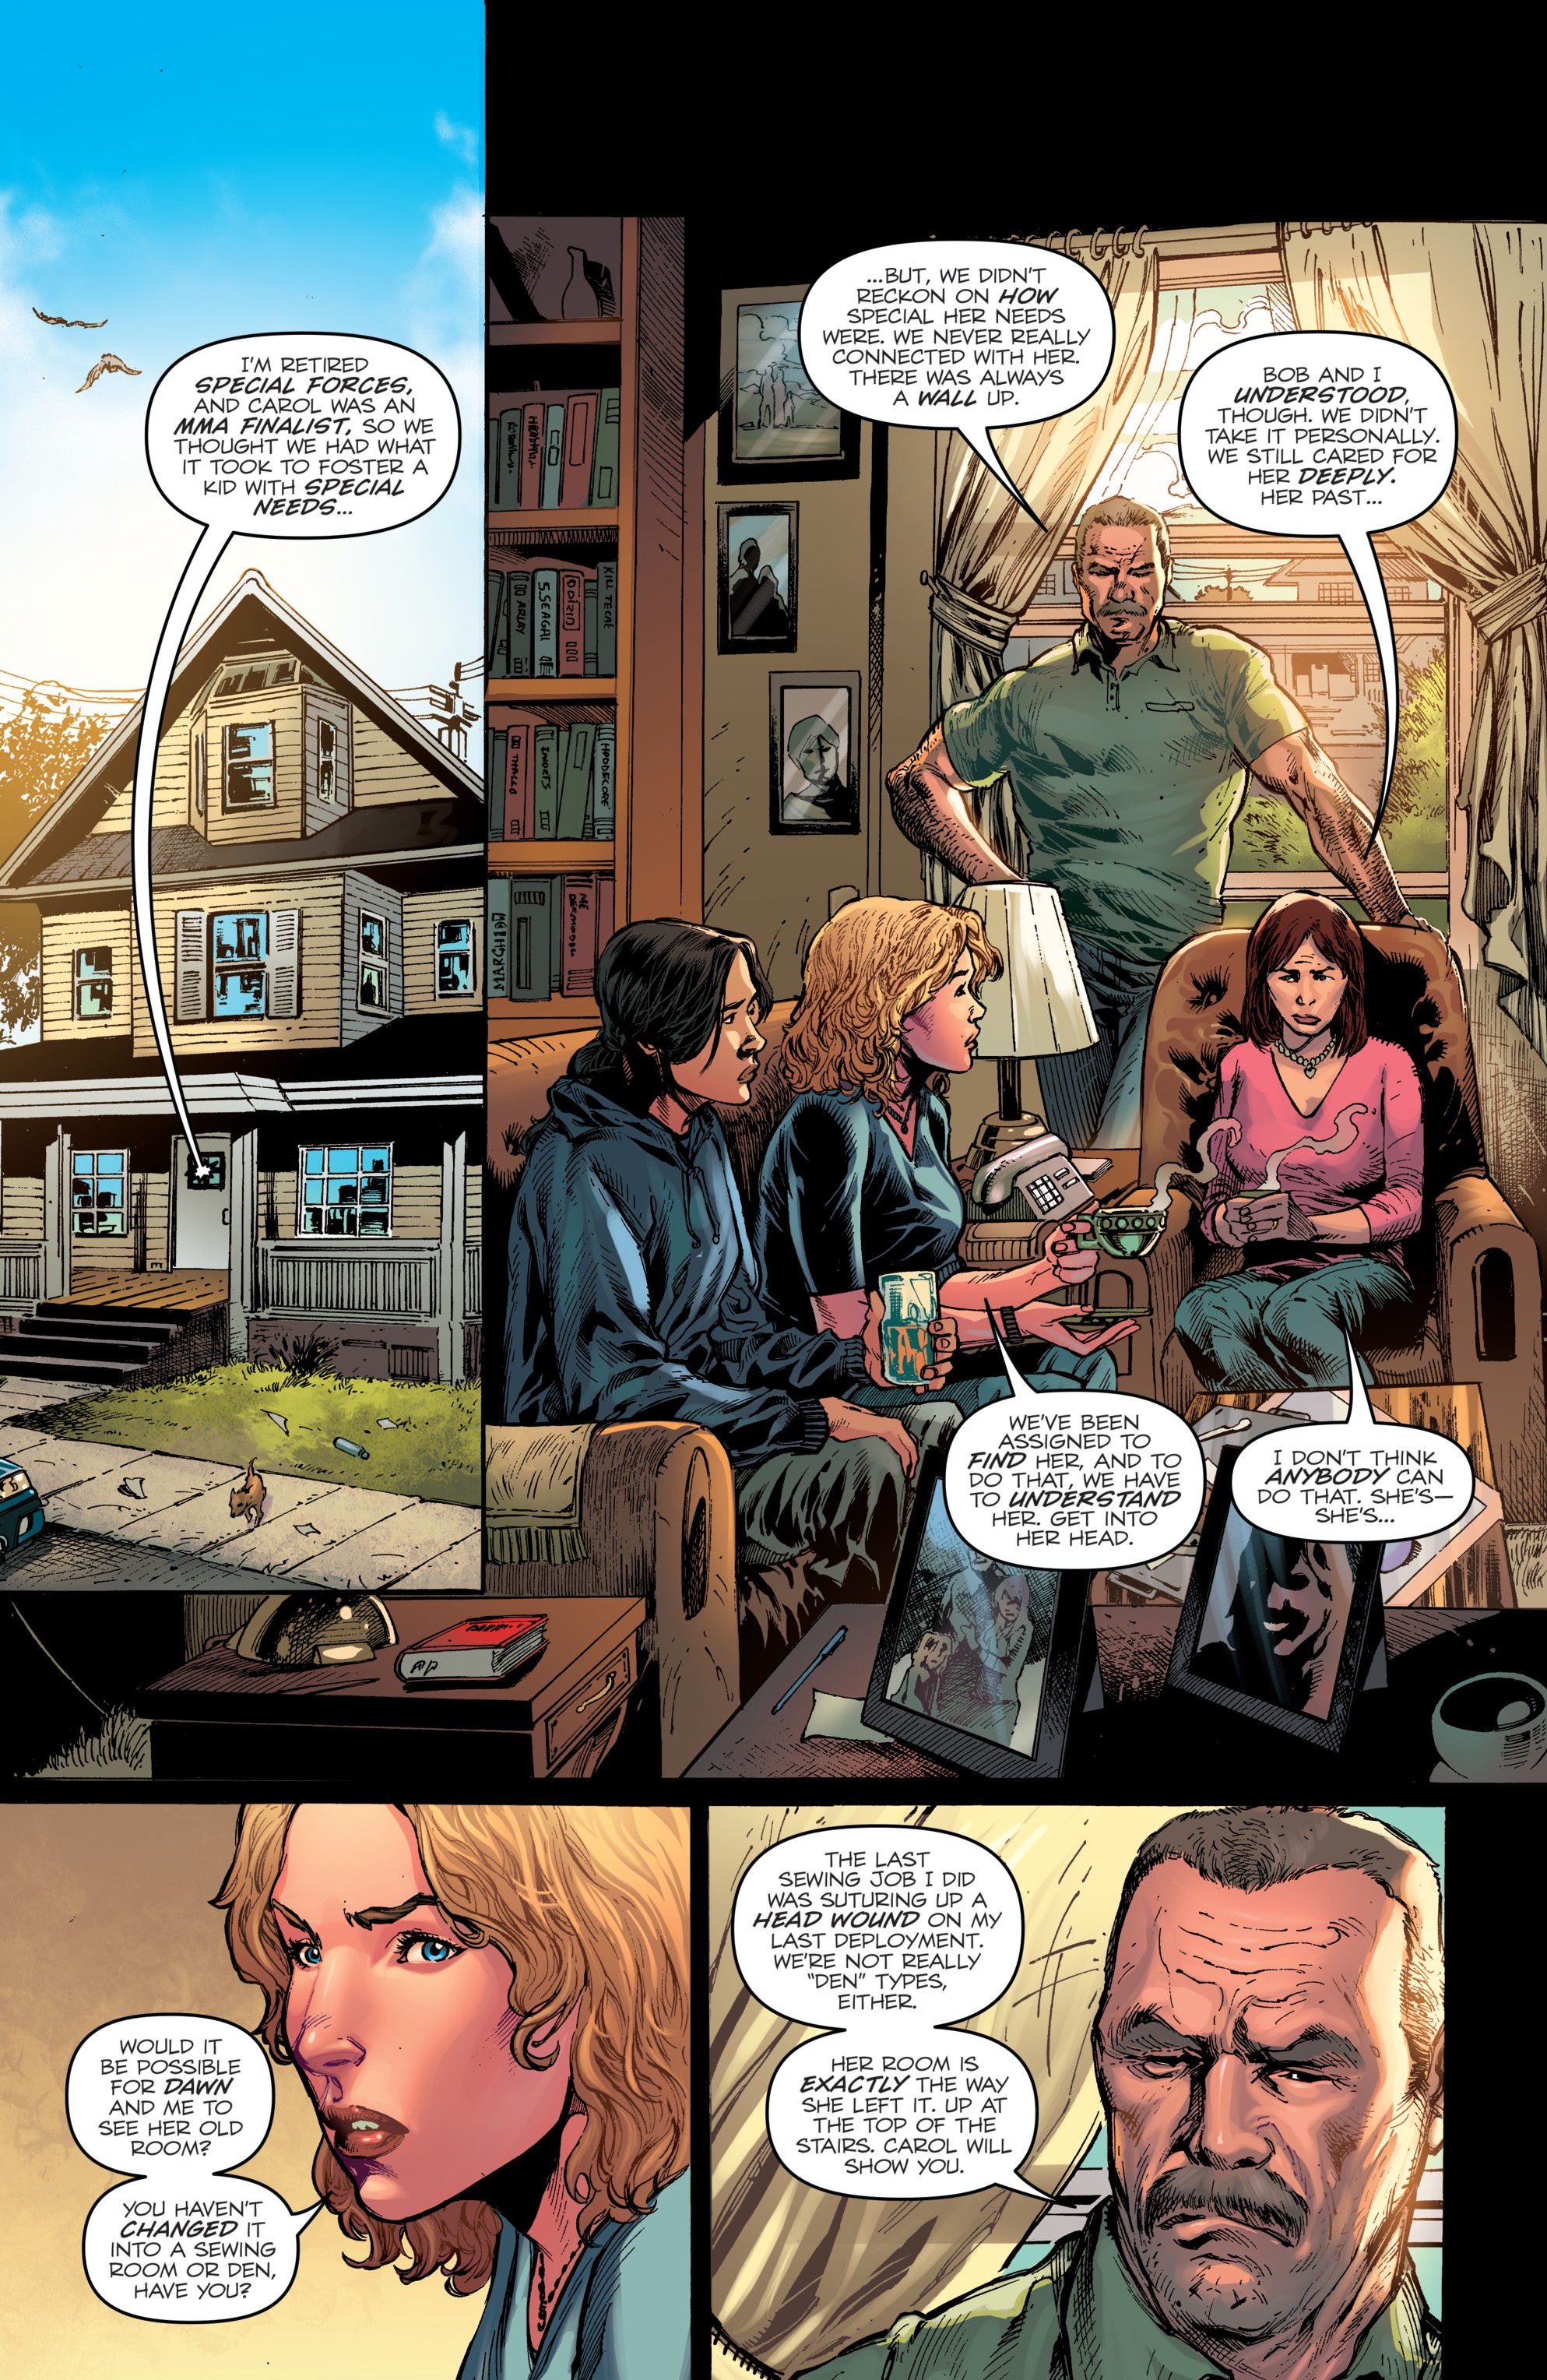 I'M RETIRED
SPECIAL FORCES,
AND CAROL WAS AN
MMA FINALIST, SO WE
THOUGHT WE HAD WHAT
IT TOOK TO FOSTER A
KID WITH SPECIAL
NEEDS...
...BUT, WE DIDN'T
RECKON ON HOW
SPECIAL HER NEEDS
WERE. WE NEVER REALLY
CONNECTED WITH HER.
THERE WAS ALWAYS
A WALL UP.
BOB AND I
UNDERSTOOD,
THOUGH. WE DIDN'T
TAKE IT PERSONALLY.
WE STILL CARED FOR
HER DEEPLY.
HER PAST...
ARLAY
S.SEAGAL
KILL TECAL
THALLO
HARDECORE
MARCH
WE'VE BEEN
ASSIGNED TO
FIND HER, AND TO
DO THAT, WE HAVE
TO UNDERSTAND
HER. GET INTO
HER HEAD.
I DON'T THINK
ANYBODY CAN
DO THAT. SHE'S—
SHE'S...
WOULD IT
BE POSSIBLE
FOR DAWN
AND ME TO
SEE HER OLD
ROOM?
YOU HAVEN'T
CHANGED IT
INTO A SEWING
ROOM OR DEN,
HAVE YOU?
THE LAST
SEWING JOB I DID
WAS SUTURING UP A
HEAD WOUND ON MY
LAST DEPLOYMENT.
WE'RE NOT REALLY
"DEN" TYPES,
EITHER.
HER ROOM IS
EXACTLY THE WAY
SHE LEFT IT. UP AT
THE TOP OF THE
STAIRS. CAROL WILL
SHOW YOU.